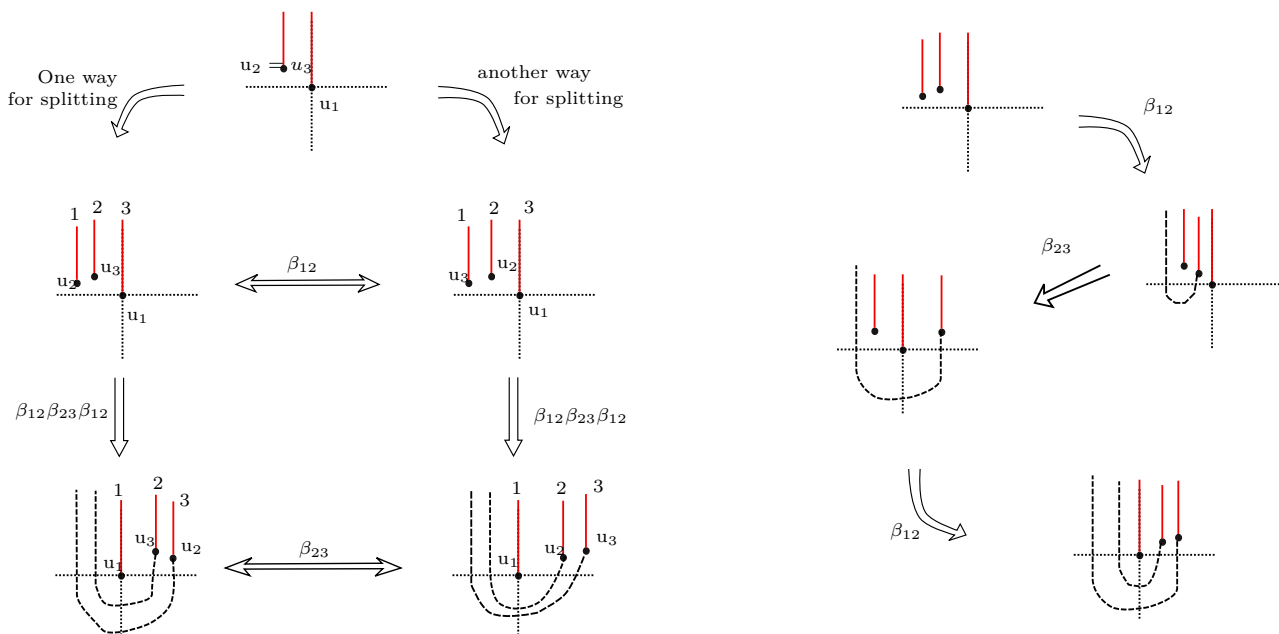 u₂ = u₃
u₁
One way
for splitting
another way
for splitting
β₁₂
1 2 3
u₂ u₃
u₁
β₁₂
1 2 3
u₃ u₂
u₁
β₂₃
β₁₂β₂₃β₁₂
β₁₂β₂₃β₁₂
1 2 3
u₃ u₂
u₁
β₂₃
1 2 3
u₂ u₃
u₁
β₁₂